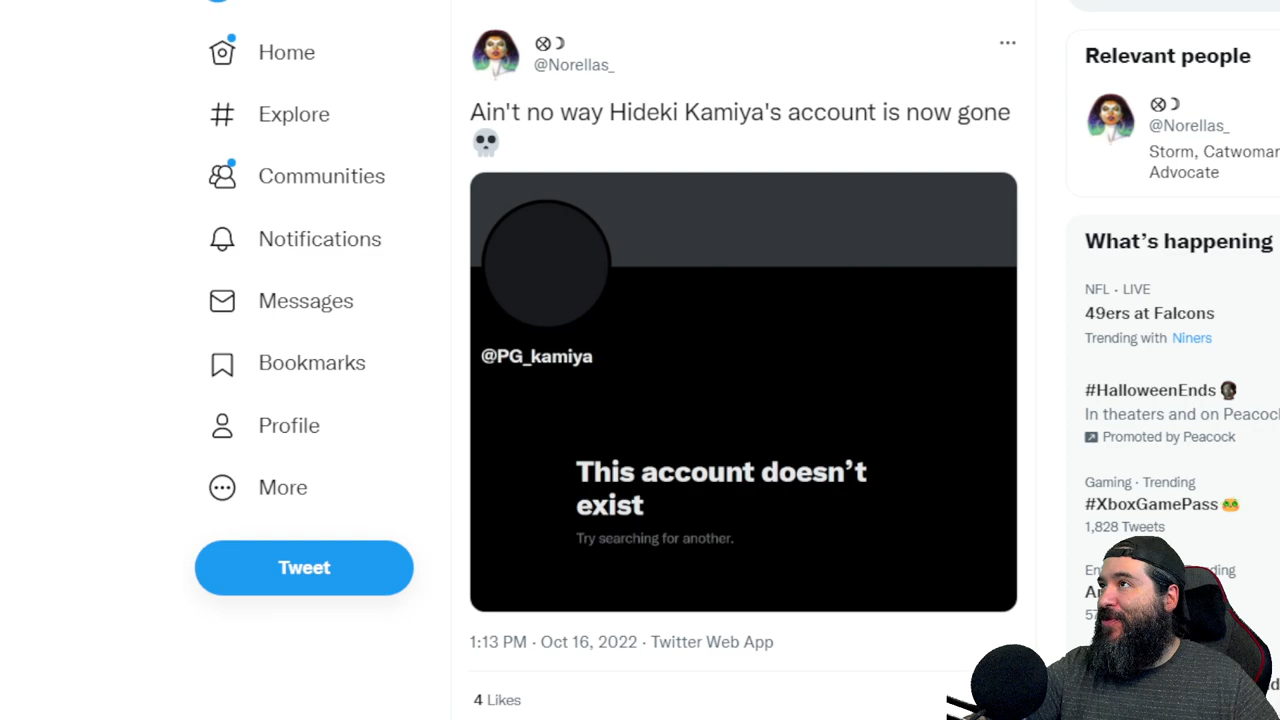 Home
Explore
Communities
Notifications
Messages
Bookmarks
Profile
More
Tweet
@Norellas_
Ain't no way Hideki Kamiya's account is now gone
💀
@PG_kamiya
This account doesn't
exist
Try searching for another.
1:13 PM · Oct 16, 2022 · Twitter Web App
4 Likes
Relevant people
@Norellas_
Storm, Catwoman
Advocate
What's happening
NFL · LIVE
49ers at Falcons
Trending with Niners
#HalloweenEnds
In theaters and on Peacock
Promoted by Peacock
Gaming · Trending
#XboxGamePass 🍔
1,828 Tweets